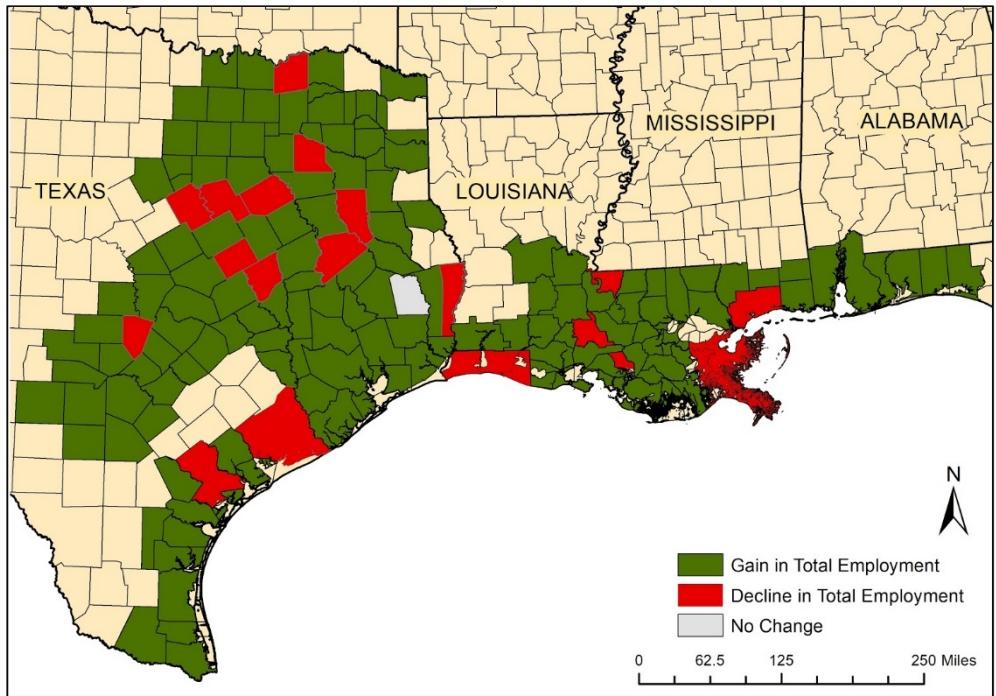 MISSISSIPPI
ALABAMA
TEXAS
LOUISIANA
N
Gain in Total Employment
Decline in Total Employment
No Change
0 62.5 125 250 Miles